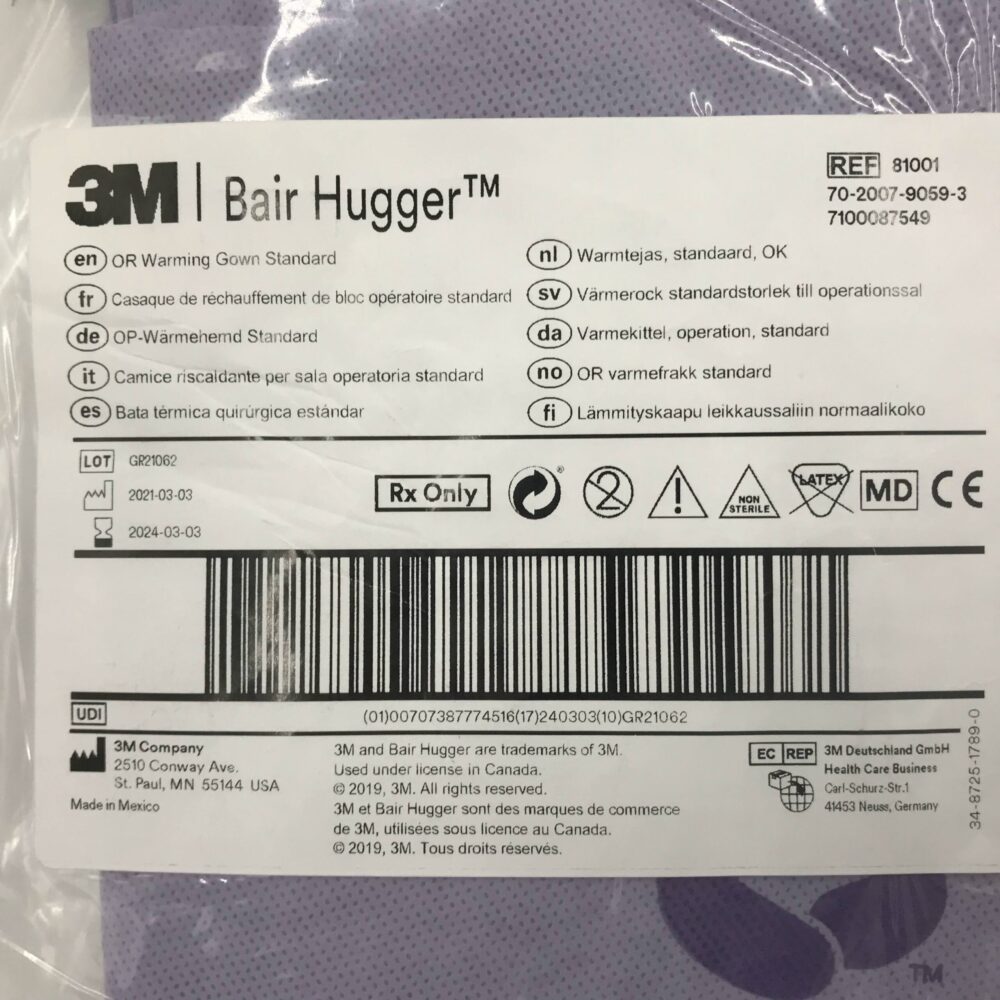 3M | Bair Hugger™
REF 81001
70-2007-9059-3
7100087549
en OR Warming Gown Standard
fr Casaque de réchauffement de bloc opératoire standard
de OP-Wärmehemd Standard
it Camice riscaldante per sala operatoria standard
es Bata térmica quirúrgica estándar
nl Warmtejas, standaard, OK
sv Värmerock standardstorlek till operationssal
da Varmekittel, operation, standard
no OR varmefrakk standard
fi Lämmityskaapu leikkaussaliin normaalikoko
LOT GR21062
2021-03-03
2024-03-03
Rx Only
®
2
!
NON
STERILE
LATEX
MD
CE
UDI
(01)00707387774516(17)240303(10)GR21062
3M Company
2510 Conway Ave.
St. Paul, MN 55144 USA
Made in Mexico
3M and Bair Hugger are trademarks of 3M.
Used under license in Canada.
© 2019, 3M. All rights reserved.
3M et Bair Hugger sont des marques de commerce
de 3M, utilisées sous licence au Canada.
© 2019, 3M. Tous droits réservés.
EC REP
3M Deutschland GmbH
Health Care Business
Carl-Schurz-Str.1
41453 Neuss, Germany
34-8725-1789-0
TM